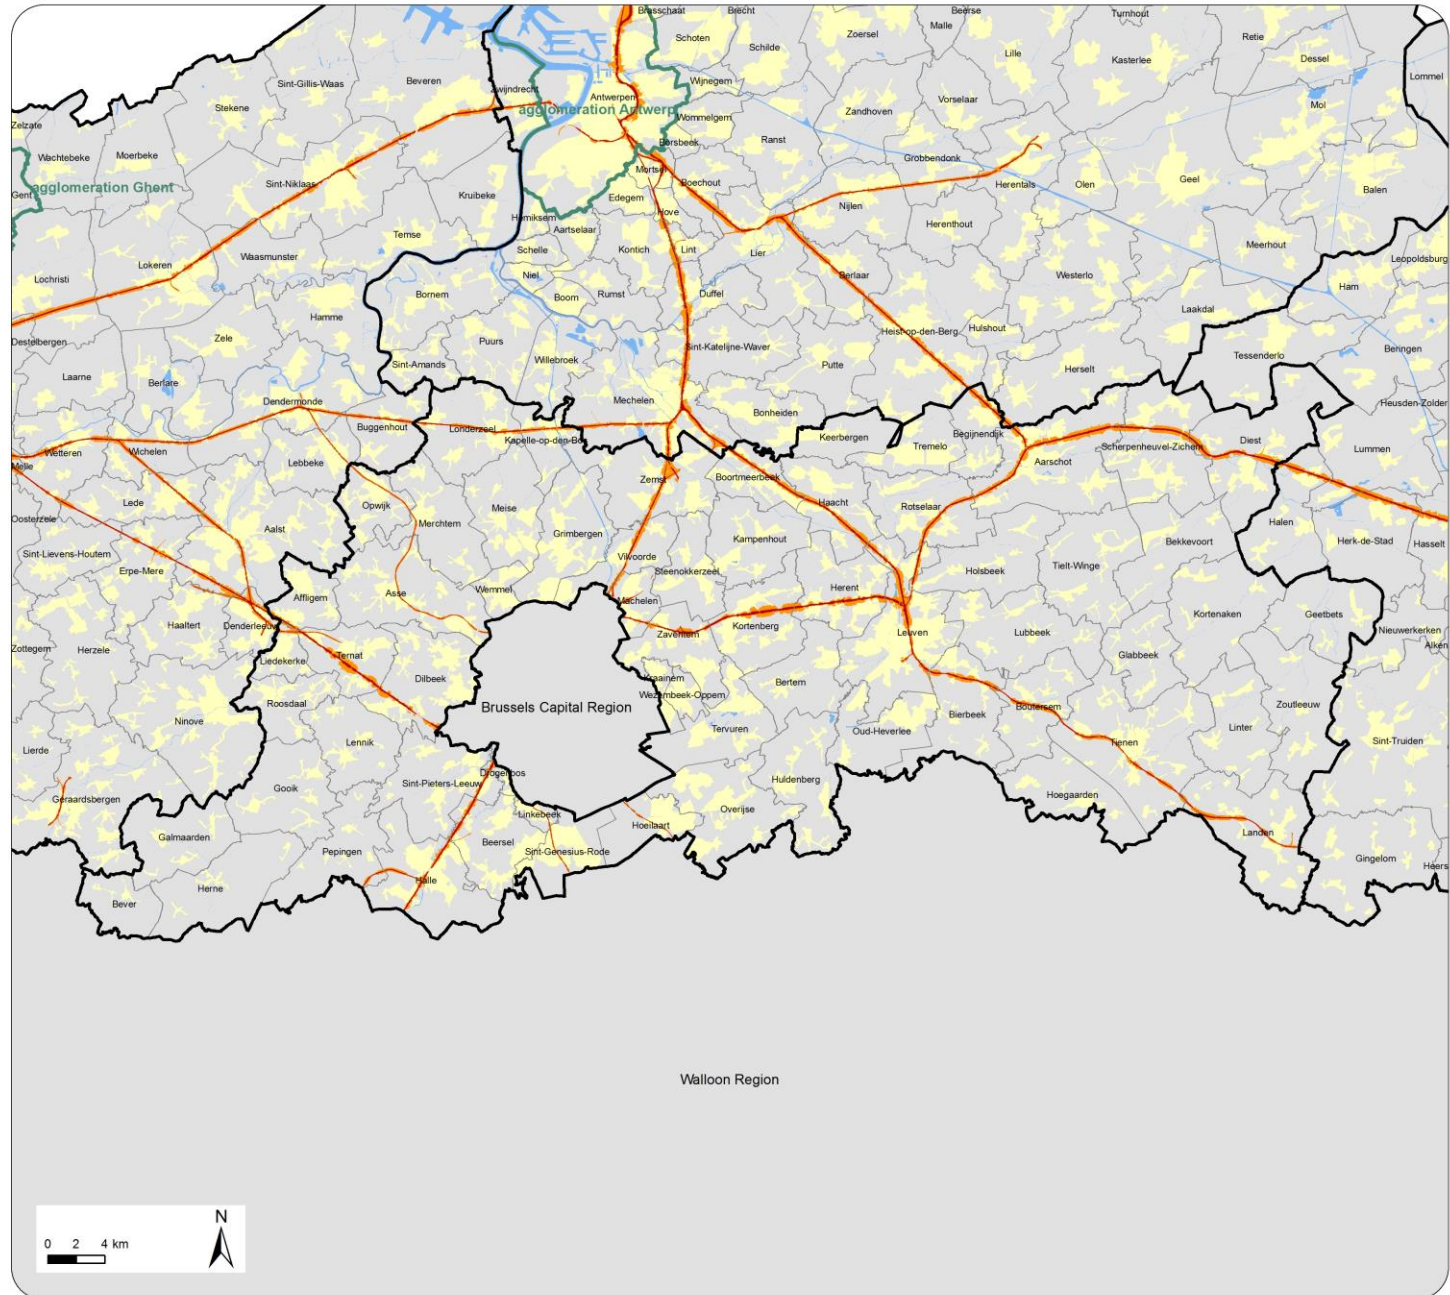 Brasschaat
Brecht
Beerse
Turnhout
Schoten
Schilde
Zoersel
Malle
Lille
Kasterlee
Retie
Dessel
Lommel
Sint-Gillis-Waas
Beveren
Zwijndrecht
Wijnegem
Antwerpen
agglomeration Antwerp
Wommelgem
Zandhoven
Vorselaar
Mol
Stekene
Zelzate
Wachtebeke
Moerbeke
Borsbeek
Ranst
Grobbendonk
Gent
agglomeration Ghent
Sint-Niklaas
Kruibeke
Mortsel
Boechout
Edegem
Hove
Nijlen
Herentals
Olen
Geel
Balen
Hemiksem
Aartselaar
Herenthout
Temse
Schelle
Kontich
Lint
Lier
Meerhout
Waasmunster
Lokeren
Lochristi
Niel
Berlaar
Westerlo
Leopoldsburg
Bornem
Boom
Rumst
Duffel
Ham
Hamme
Laakdal
Destelbergen
Zele
Puurs
Heist-op-den-Berg
Hulshout
Sint-Katelijne-Waver
Beringen
Tessenderlo
Sint-Amands
Willebroek
Putte
Herselt
Laarne
Berlare
Dendermonde
Mechelen
Bonheiden
Heusden-Zolder
Buggenhout
Londerzeel
Kapelle-op-den-Bos
Keerbergen
Begijnendijk
Tremelo
Scherpenheuvel-Zichem
Diest
Lummen
Wetteren
Wichelen
Melle
Lebbeke
Aarschot
Zemst
Boortmeerbeek
Haacht
Rotselaar
Lede
Opwijk
Meise
Merchtem
Oosterzele
Aalst
Grimbergen
Kampenhout
Halen
Herk-de-Stad
Hasselt
Bekkevoort
Sint-Lievens-Houtem
Erpe-Mere
Vilvoorde
Steenokkerzeel
Holsbeek
Tielt-Winge
Affligem
Asse
Wemmel
Machelen
Herent
Kortenaken
Geetbets
Haaltert
Denderleeuw
Zaventem
Kortenberg
Leuven
Lubbeek
Nieuwerkerken
Alken
Zottegem
Herzele
Liedekerke
Ternat
Dilbeek
Glabbeek
Kraainem
Wezembeek-Oppem
Bertem
Roosdaal
Brussels Capital Region
Boutersem
Bierbeek
Zoutleeuw
Linter
Ninove
Tervuren
Oud-Heverlee
Lierde
Lennik
Tienen
Sint-Truiden
Drogenbos
Sint-Pieters-Leeuw
Huldenberg
Gooik
Hoegaarden
Geraardsbergen
Overijse
Linkebeek
Hoeilaart
Galmaarden
Landen
Beersel
Sint-Genesius-Rode
Pepingen
Gingelom
Heers
Halle
Herne
Bever
Walloon Region
N
0 2 4 km